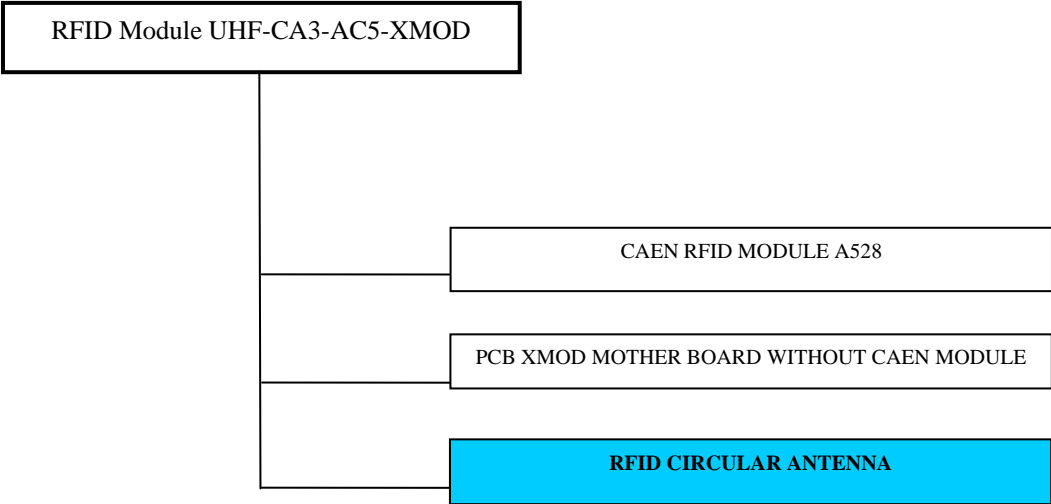 RFID Module UHF-CA3-AC5-XMOD
CAEN RFID MODULE A528
PCB XMOD MOTHER BOARD WITHOUT CAEN MODULE
RFID CIRCULAR ANTENNA